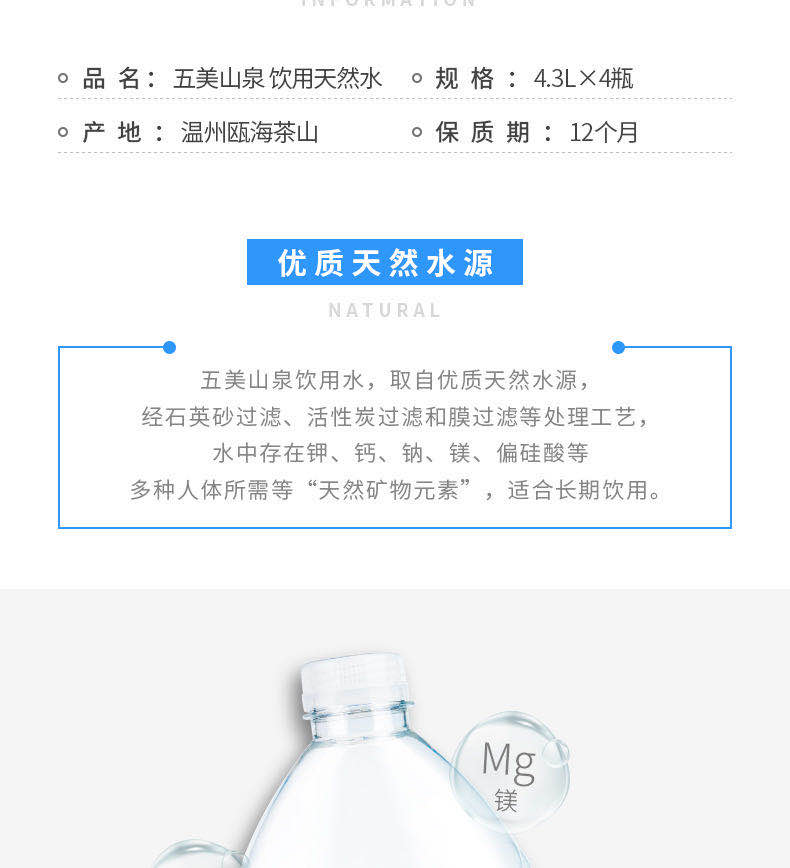 INFORMATION
品 名： 五美山泉 饮用天然水
规 格 ： 4.3L×4瓶
产 地 ： 温州瓯海茶山
保 质 期 ： 12个月
优质天然水源
NATURAL
五美山泉饮用水，取自优质天然水源，
经石英砂过滤、活性炭过滤和膜过滤等处理工艺，
水中存在钾、钙、钠、镁、偏硅酸等
多种人体所需等“天然矿物元素”，适合长期饮用。
Mg
镁